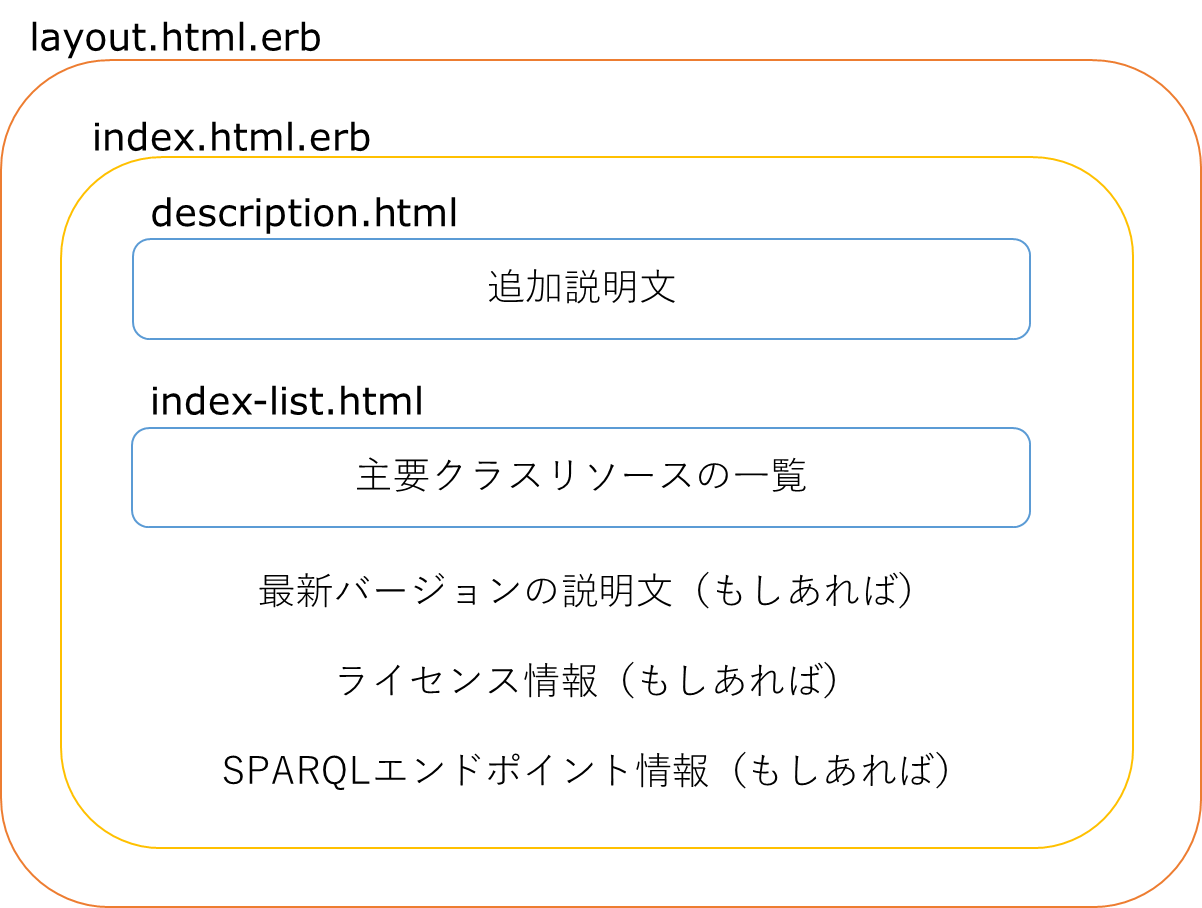 layout.html.erb
index.html.erb
description.html
追加説明文
index-list.html
主要クラスリソースの一覧
最新バージョンの説明文（もしあれば）
ライセンス情報（もしあれば）
SPARQLエンドポイント情報（もしあれば）